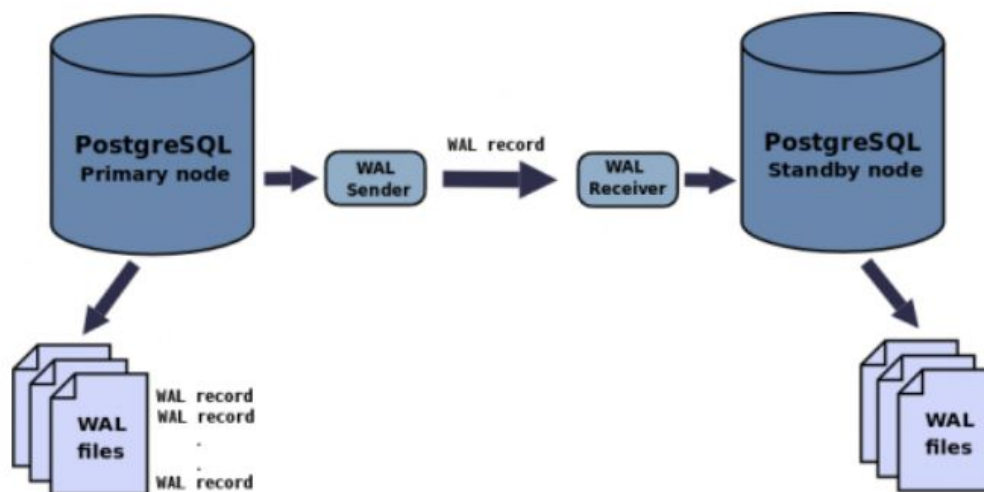 PostgreSQL
Primary node
WAL
Sender
WAL record
WAL
Receiver
PostgreSQL
Standby node
WAL
files
WAL record
WAL record
.
.
WAL record
WAL
files